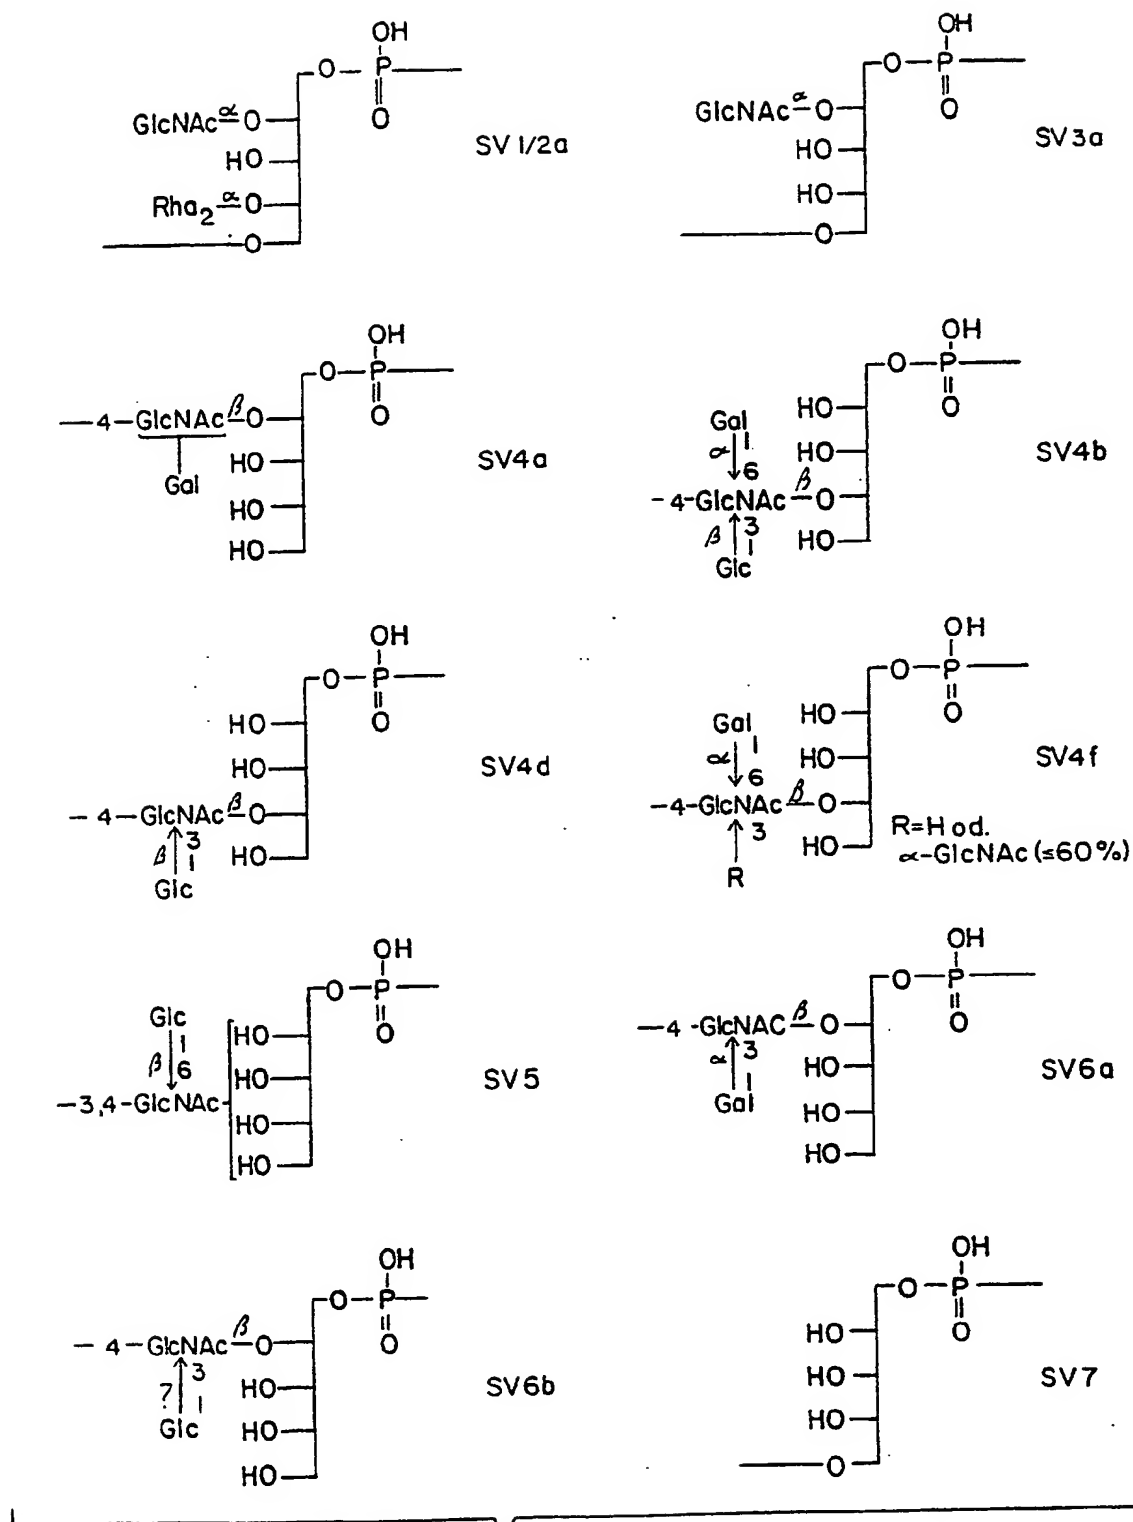 OH
O—P
O
GlcNAc α O
HO
Rha₂ α O
O
SV 1/2a
OH
O—P
O
GlcNAc α O
HO
HO
O
SV3a
OH
O—P
O
—4—GlcNAc β O
Gal
HO
HO
HO
SV4a
OH
O—P
O
HO
Gal
HO
α 1
6
-4-GlcNAc β O
β 3
1
HO
Glc
SV4b
OH
O—P
O
HO
HO
—4—GlcNAc β O
β 3
1
HO
Glc
SV4d
OH
O—P
O
HO
Gal
HO
α 1
6
—4-GlcNAc β O
3
HO
R
SV4f
R=H od.
α-GlcNAc (≤60%)
OH
O—P
O
Glc
HO
1
β 6
HO
—3,4-GlcNAc
HO
HO
SV5
OH
O—P
O
—4-GlcNAC β O
α 3
1
HO
Gal
HO
HO
SV6a
OH
O—P
O
—4—GlcNAc β O
3
? 1
HO
Glc
HO
HO
SV6b
OH
O—P
O
HO
HO
HO
O
SV7